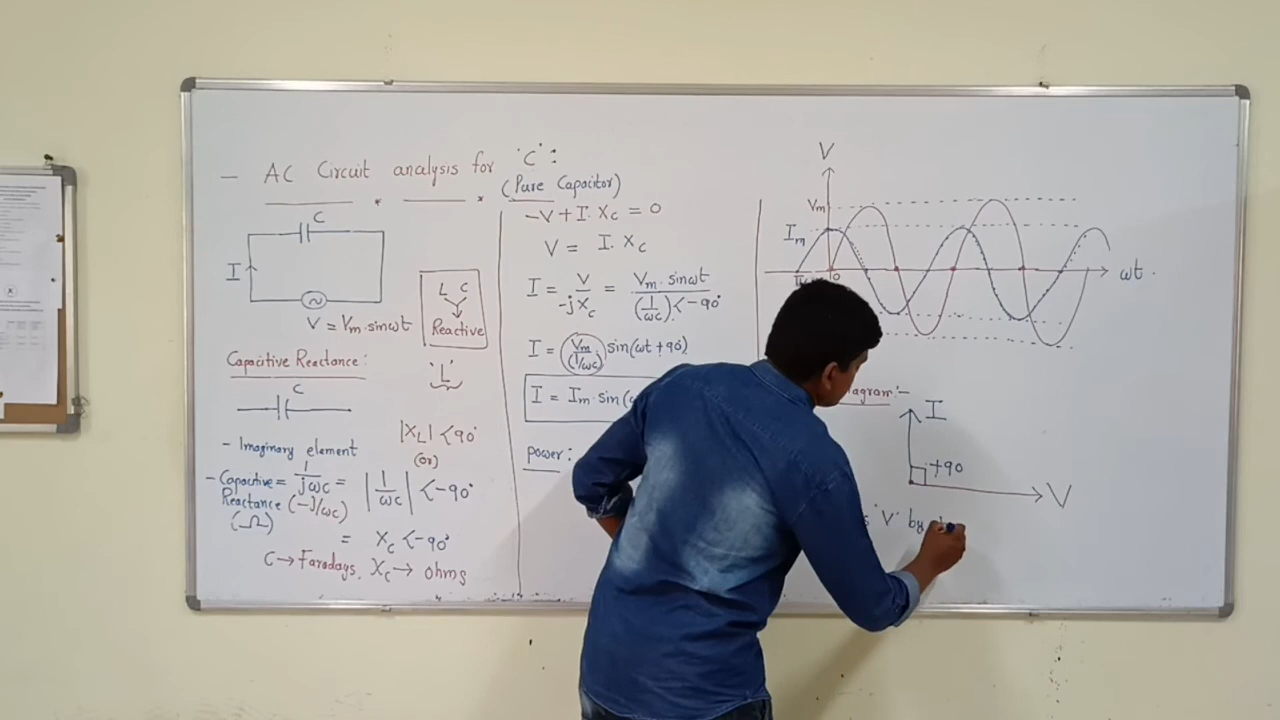 – AC Circuit analysis for 'C' :
(Pure Capacitor)
C
I
V = Vm · sinωt
L C
Reactive
'L'
Capacitive Reactance:
C
– Imaginary element
|XL| < 90°
(or)
– Capacitive = 1/jωc = |1/ωc| < -90°
Reactance (-j/ωc)
(Ω)
= Xc < -90°
C → Faradays, Xc → ohms
-V + I · Xc = 0
V = I · Xc
I = V/-jXc = Vm · sinωt/(1/ωc) < -90°
I = Vm/(1/ωc) sin(ωt + 90°)
I = Im · sin(
power:
V
Vm
Im
0
ωt
agram:-
I
+90
V
s 'V' by